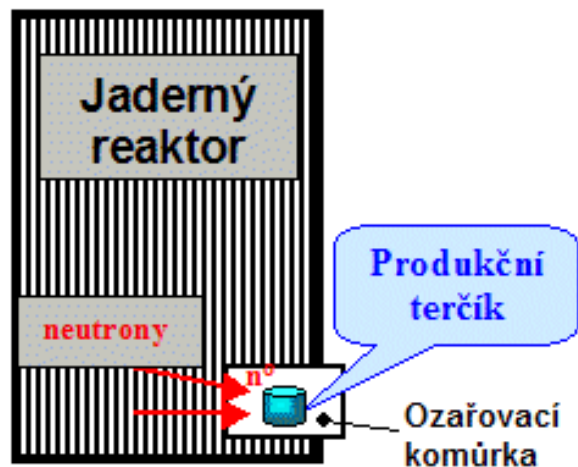 Jaderný
reaktor
Produkční
terčík
neutrony
n°
Ozařovací
komůrka